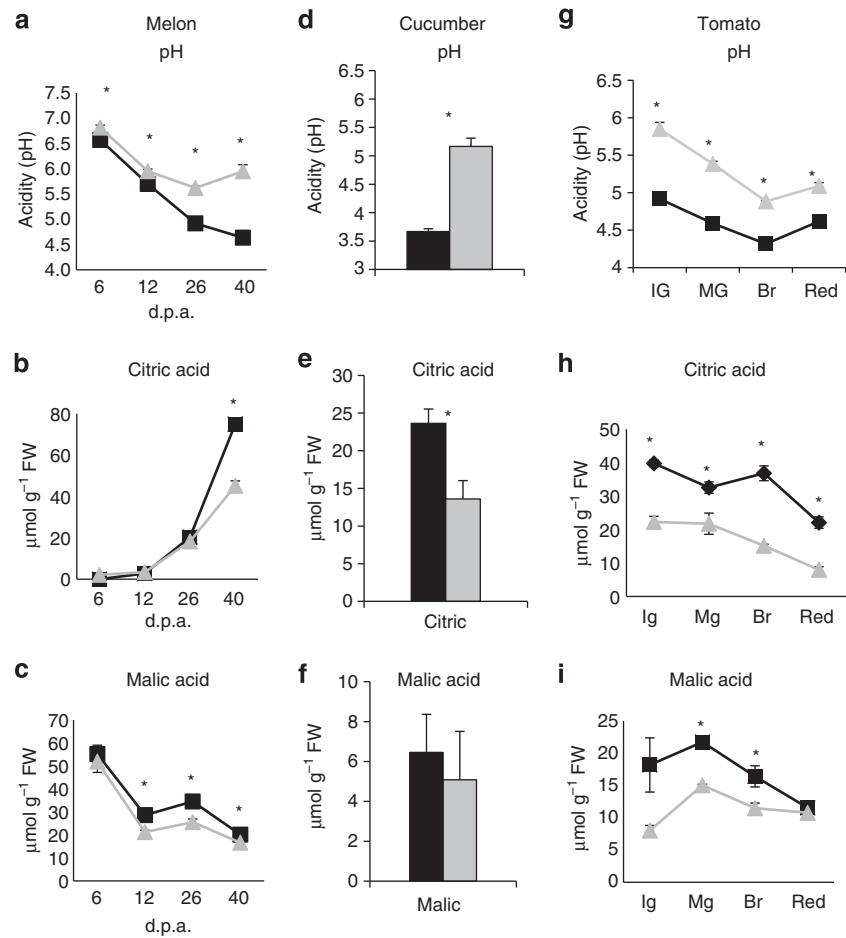 a
Melon
pH
Acidity (pH)
7.5
7.0
6.5
6.0
5.5
5.0
4.5
4.0
*
*
*
*
6 12 26 40
d.p.a.
b
Citric acid
µmol g⁻¹ FW
80
60
40
20
0
*
6 12 26 40
d.p.a.
c
Malic acid
µmol g⁻¹ FW
70
60
50
40
30
20
10
0
*
*
*
6 12 26 40
d.p.a.
d
Cucumber
pH
Acidity (pH)
6.5
6
5.5
5
4.5
4
3.5
3
*
e
Citric acid
µmol g⁻¹ FW
30
25
20
15
10
5
0
*
Citric
f
Malic acid
µmol g⁻¹ FW
10
8
6
4
2
0
Malic
g
Tomato
pH
Acidity (pH)
6.5
6
5.5
5
4.5
4
*
*
*
*
IG MG Br Red
h
Citric acid
µmol g⁻¹ FW
50
40
30
20
10
0
*
*
*
*
Ig Mg Br Red
i
Malic acid
µmol g⁻¹ FW
25
20
15
10
5
0
*
*
Ig Mg Br Red